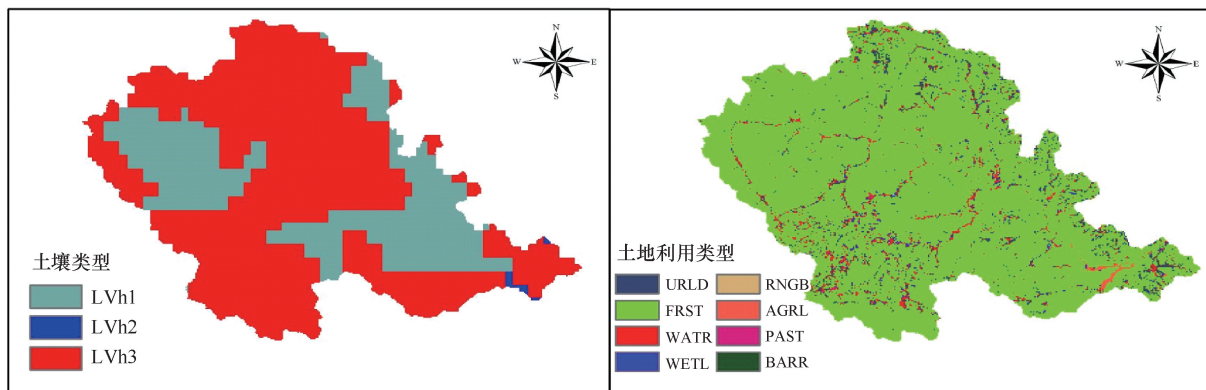 N
W E
S
土壤类型
LVh1
LVh2
LVh3
N
W E
S
土地利用类型
URLD RNGB
FRST AGRL
WATR PAST
WETL BARR